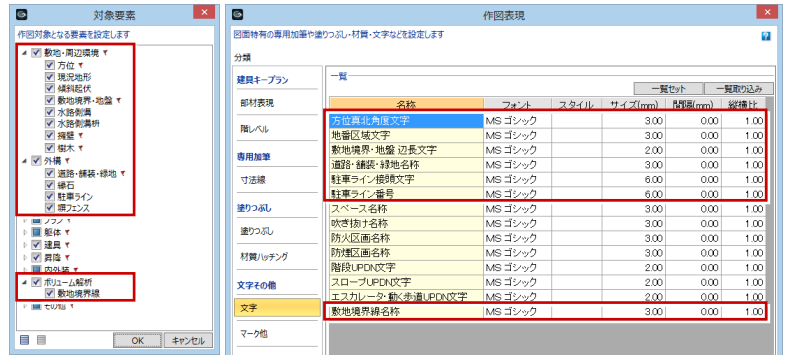 対象要素
作図対象となる要素を設定します
敷地・周辺環境
方位
現況地形
傾斜起伏
敷地境界・地盤
水路側溝
水路側溝桝
擁壁
樹木
外構
道路・舗装・緑地
縁石
駐車ライン
塀フェンス
プラン
躯体
建具
昇降
内外装
ボリューム解析
敷地境界線
その他
OK キャンセル
作図表現
図面特有の専用加筆や塗りつぶし・材質・文字などを設定します
分類
建具キープラン
部材表現
階レベル
専用加筆
寸法線
塗りつぶし
塗りつぶし
材質ハッチング
文字その他
文字
マーク他
一覧
一覧セット 一覧取り込み
名称 フォント スタイル サイズ(mm) 間隔(mm) 縦横比
方位真北角度文字 MS ゴシック 3.00 0.00 1.00
地番区域文字 MS ゴシック 3.00 0.00 1.00
敷地境界・地盤 辺長文字 MS ゴシック 2.00 0.00 1.00
道路・舗装・緑地名称 MS ゴシック 3.00 0.00 1.00
駐車ライン接頭文字 MS ゴシック 6.00 0.00 1.00
駐車ライン番号 MS ゴシック 6.00 0.00 1.00
スペース名称 MS ゴシック 3.00 0.00 1.00
吹き抜け名称 MS ゴシック 3.00 0.00 1.00
防火区画名称 MS ゴシック 3.00 0.00 1.00
防煙区画名称 MS ゴシック 3.00 0.00 1.00
階段UPDN文字 MS ゴシック 2.00 0.00 1.00
スロープUPDN文字 MS ゴシック 2.00 0.00 1.00
エスカレータ・動く歩道UPDN文字 MS ゴシック 2.00 0.00 1.00
敷地境界線名称 MS ゴシック 3.00 0.00 1.00